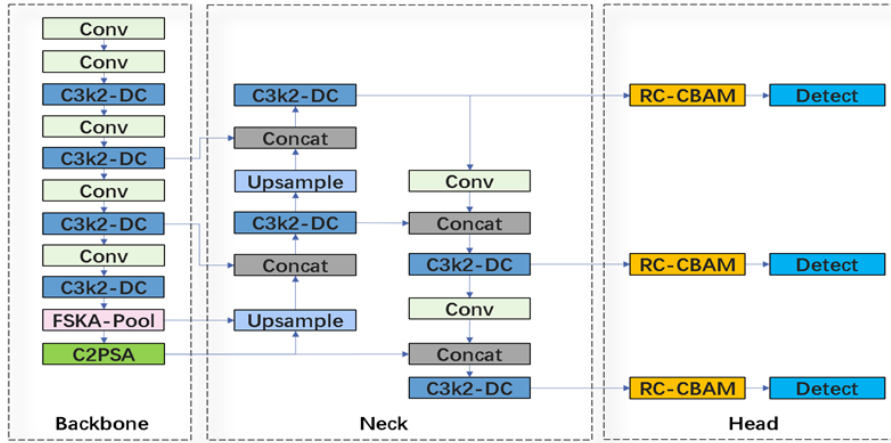 Conv
Conv
C3k2-DC
Conv
C3k2-DC
Conv
C3k2-DC
Conv
C3k2-DC
FSKA-Pool
C2PSA
Backbone
C3k2-DC
Concat
Upsample
C3k2-DC
Concat
Upsample
Conv
Concat
C3k2-DC
Conv
Concat
C3k2-DC
Neck
RC-CBAM
Detect
RC-CBAM
Detect
RC-CBAM
Detect
Head